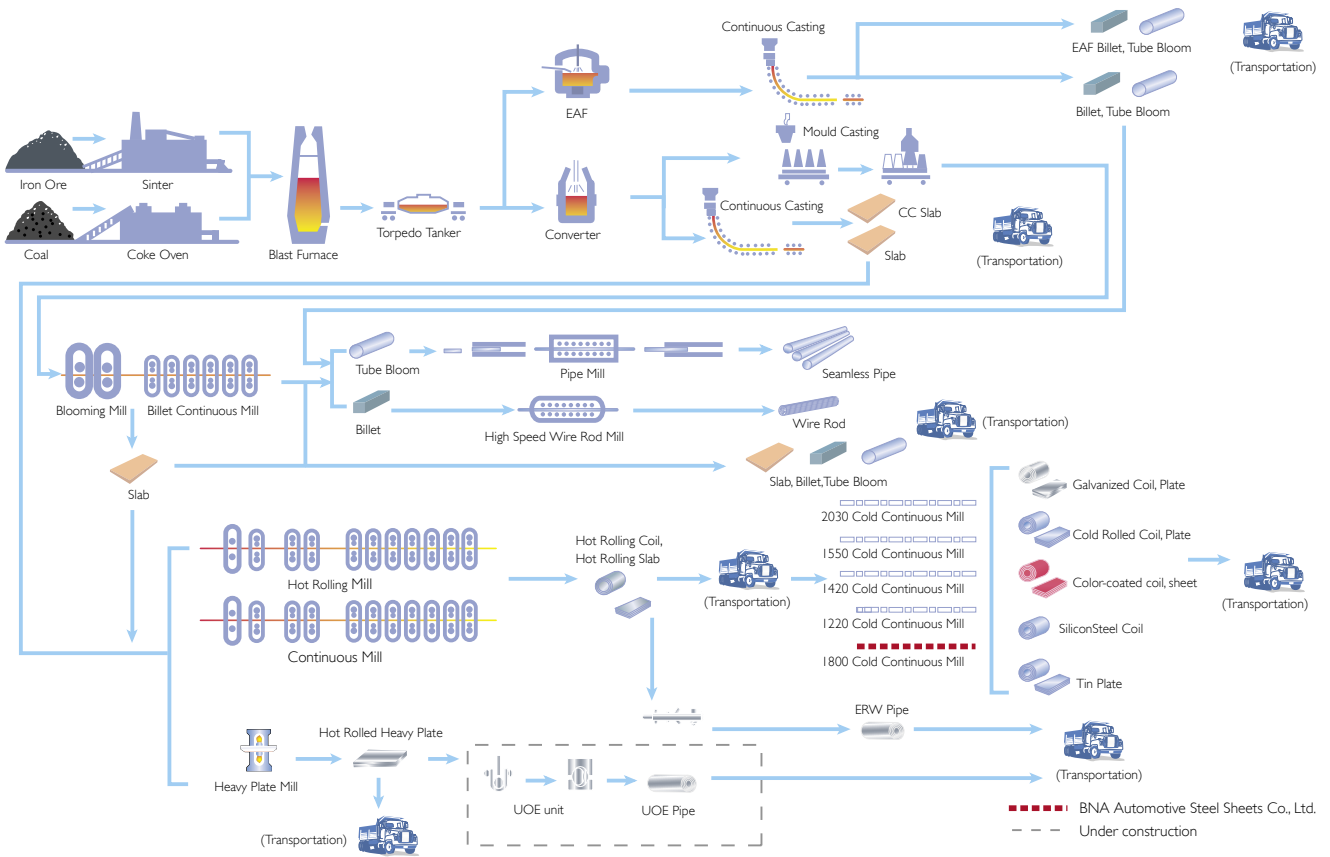 Continuous Casting
EAF Billet, Tube Bloom
(Transportation)
EAF
Billet, Tube Bloom
Mould Casting
Iron Ore
Sinter
Continuous Casting
CC Slab
Torpedo Tanker
Converter
Coal
Coke Oven
Blast Furnace
Slab
(Transportation)
Tube Bloom
Pipe Mill
Seamless Pipe
Blooming Mill
Billet Continuous Mill
Billet
High Speed Wire Rod Mill
Wire Rod
(Transportation)
Slab
Slab, Billet,Tube Bloom
Galvanized Coil, Plate
2030 Cold Continuous Mill
Hot Rolling Coil,
Hot Rolling Slab
Cold Rolled Coil, Plate
1550 Cold Continuous Mill
Hot Rolling Mill
(Transportation)
1420 Cold Continuous Mill
Color-coated coil, sheet
(Transportation)
1220 Cold Continuous Mill
SiliconSteel Coil
Continuous Mill
1800 Cold Continuous Mill
Tin Plate
ERW Pipe
Hot Rolled Heavy Plate
Heavy Plate Mill
(Transportation)
UOE unit
UOE Pipe
(Transportation)
BNA Automotive Steel Sheets Co., Ltd.
Under construction